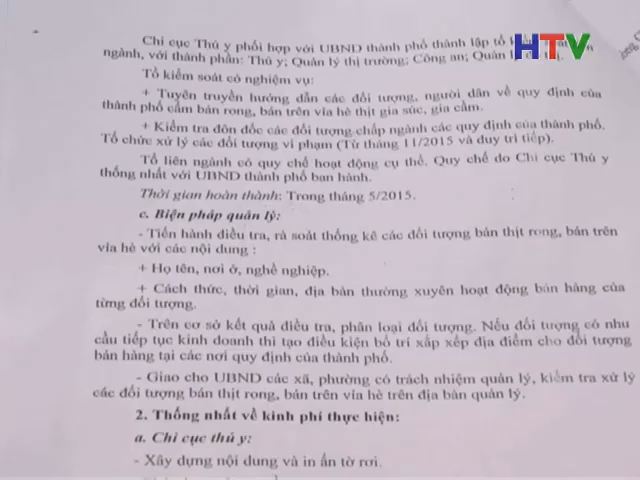 HTV
Chi cục Thú y phối hợp với UBND thành phố thành lập tổ
ngành, với thành phần: Thú y; Quản lý thị trường; Công an; Quản lý
Tổ kiểm soát có nghiệm vụ:
+ Tuyên truyền hướng dẫn các đối tượng, người dân về quy định của
thành phố cấm bán rong, bán trên vỉa hè thịt gia súc, gia cầm.
+ Kiểm tra đôn đốc các đối tượng chấp ngành các quy định của thành phố.
Tổ chức xử lý các đối tượng vi phạm (Từ tháng 11/2015 và duy trì tiếp).
Tổ liên ngành có quy chế hoạt động cụ thể. Quy chế do Chi cục Thú y
thống nhất với UBND thành phố ban hành.
Thời gian hoàn thành: Trong tháng 5/2015.
c. Biện pháp quản lý:
- Tiến hành điều tra, rà soát thống kê các đối tượng bán thịt rong, bán trên
vỉa hè với các nội dung :
+ Họ tên, nơi ở, nghề nghiệp.
+ Cách thức, thời gian, địa bàn thường xuyên hoạt động bán hàng của
từng đối tượng.
- Trên cơ sở kết quả điều tra, phân loại đối tượng. Nếu đối tượng có nhu
cầu tiếp tục kinh doanh thì tạo điều kiện bố trí xắp xếp địa điểm cho đối tượng
bán hàng tại các nơi quy định của thành phố.
- Giao cho UBND các xã, phường có trách nhiệm quản lý, kiểm tra xử lý
các đối tượng bán thịt rong, bán trên vỉa hè trên địa bàn quản lý.
2. Thống nhất về kinh phí thực hiện:
a. Chi cục thú y:
- Xây dựng nội dung và in ấn tờ rơi.